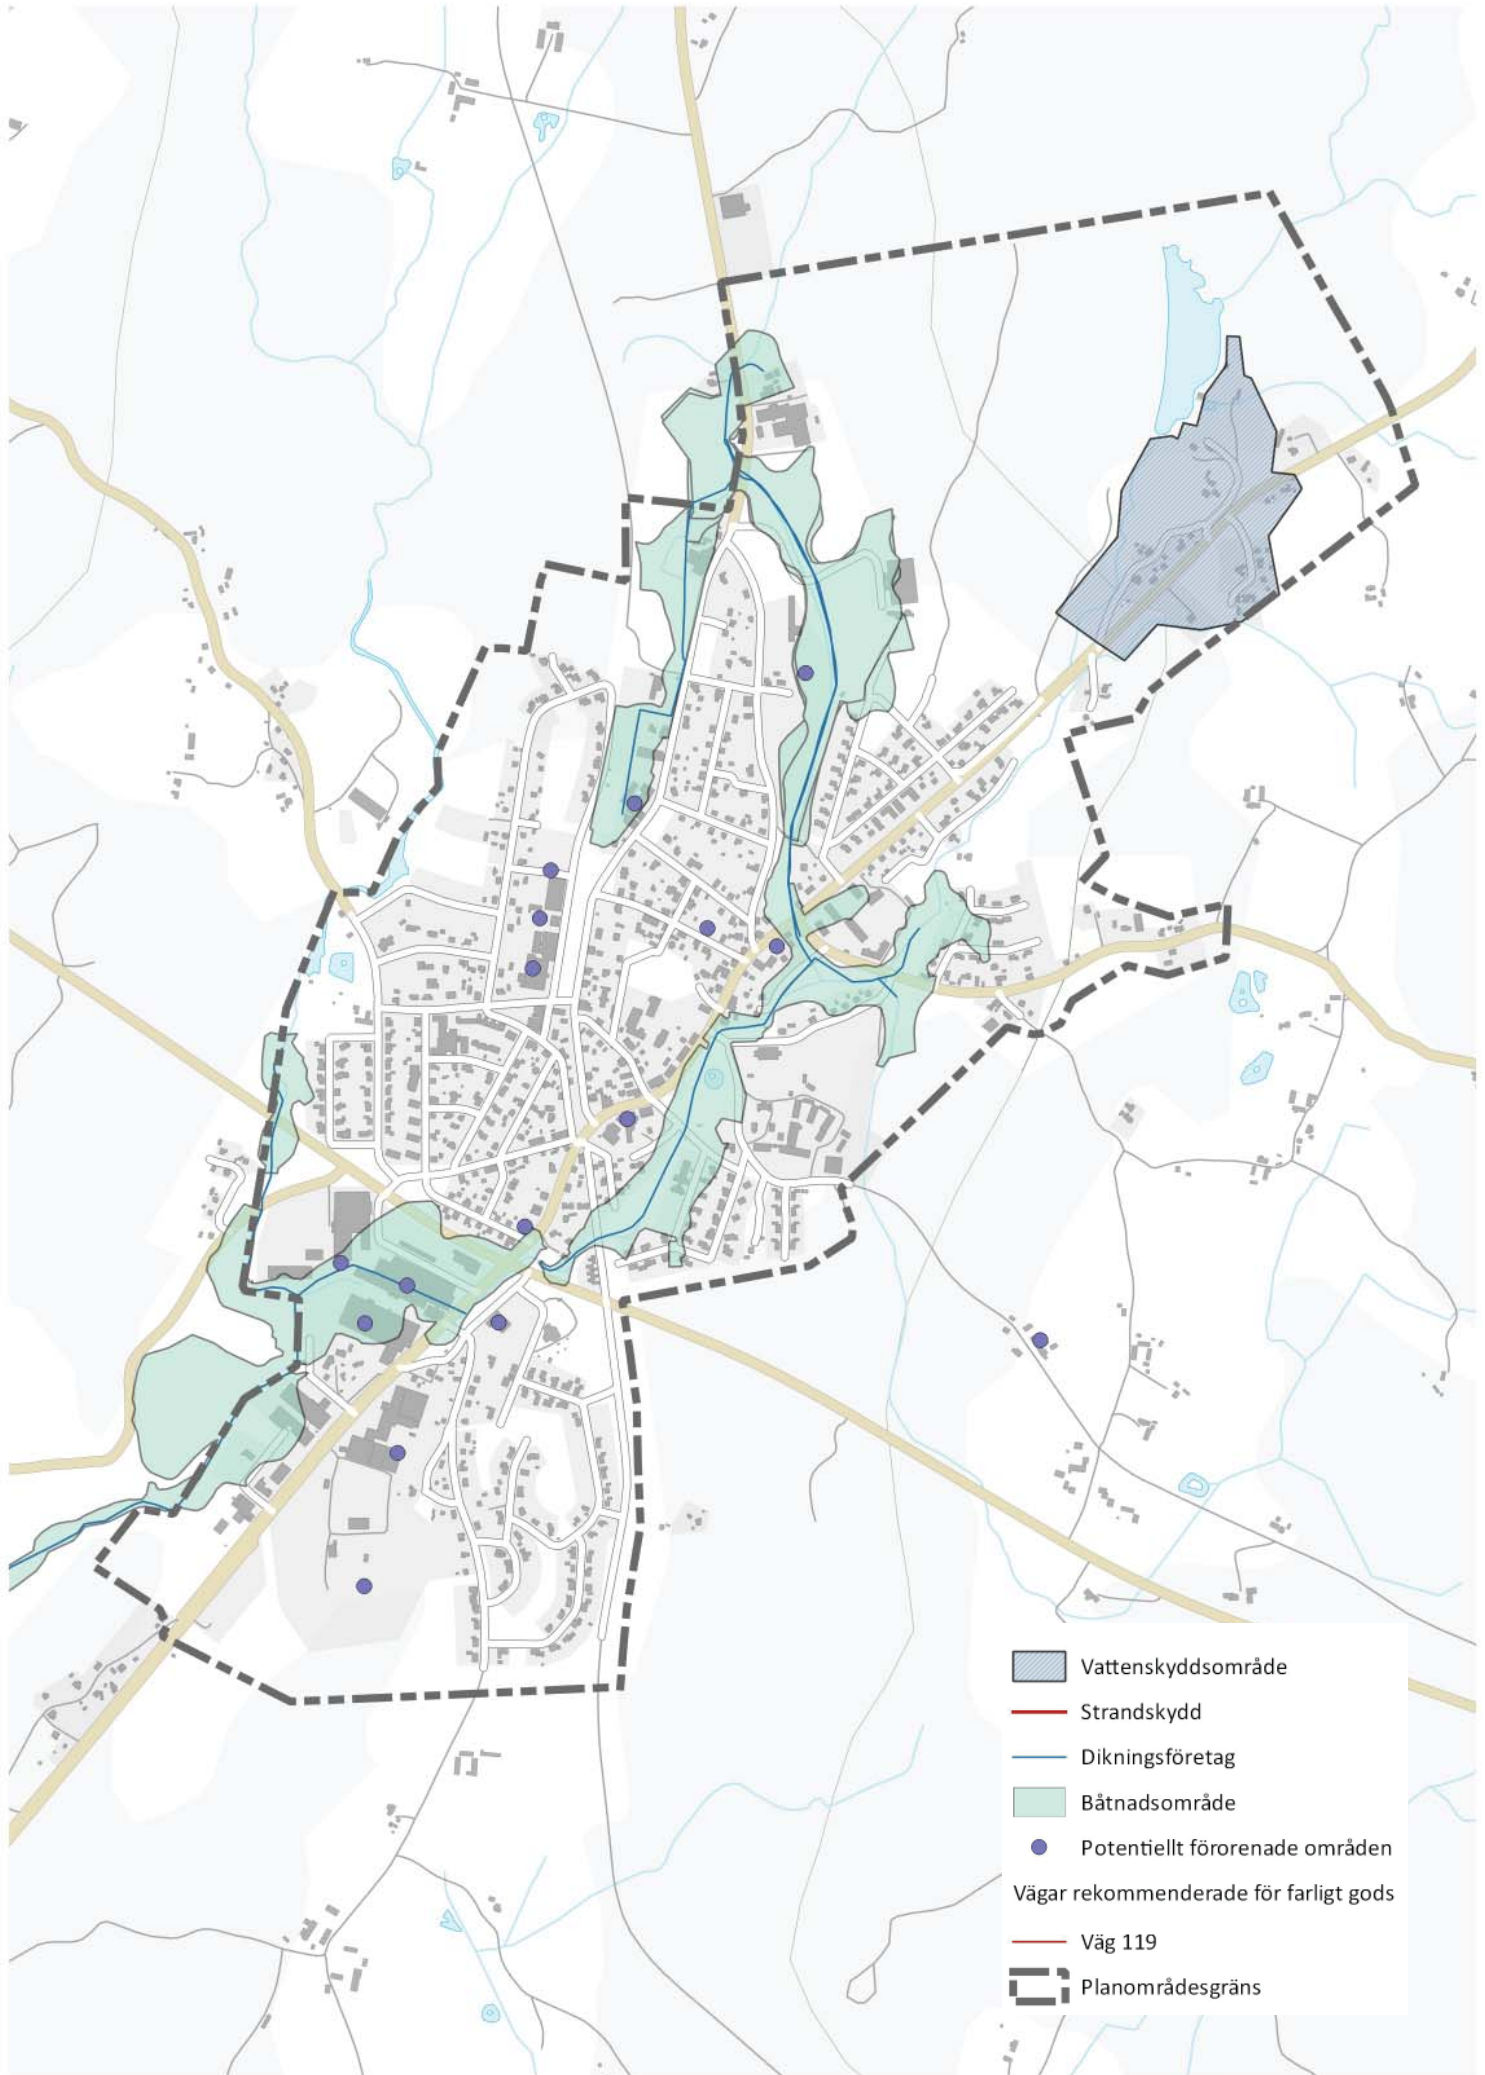 Vattenskyddsområde
Strandskydd
Dikningsföretag
Båtnadsområde
Potentiellt förorenade områden
Vägar rekommenderade för farligt gods
Väg 119
Planområdesgräns